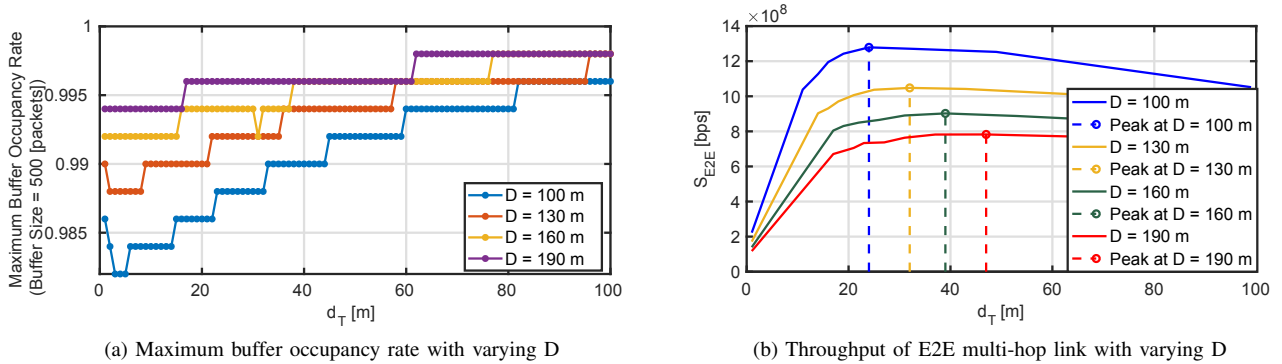 Maximum Buffer Occupancy Rate
(Buffer Size = 500 [packets])
1
0.995
0.99
0.985
0 20 40 60 80 100
d_T [m]
D = 100 m
D = 130 m
D = 160 m
D = 190 m
(a) Maximum buffer occupancy rate with varying D
×10^8
S_E2E [bps]
14
12
10
8
6
4
2
0
0 20 40 60 80 100
d_T [m]
D = 100 m
Peak at D = 100 m
D = 130 m
Peak at D = 130 m
D = 160 m
Peak at D = 160 m
D = 190 m
Peak at D = 190 m
(b) Throughput of E2E multi-hop link with varying D